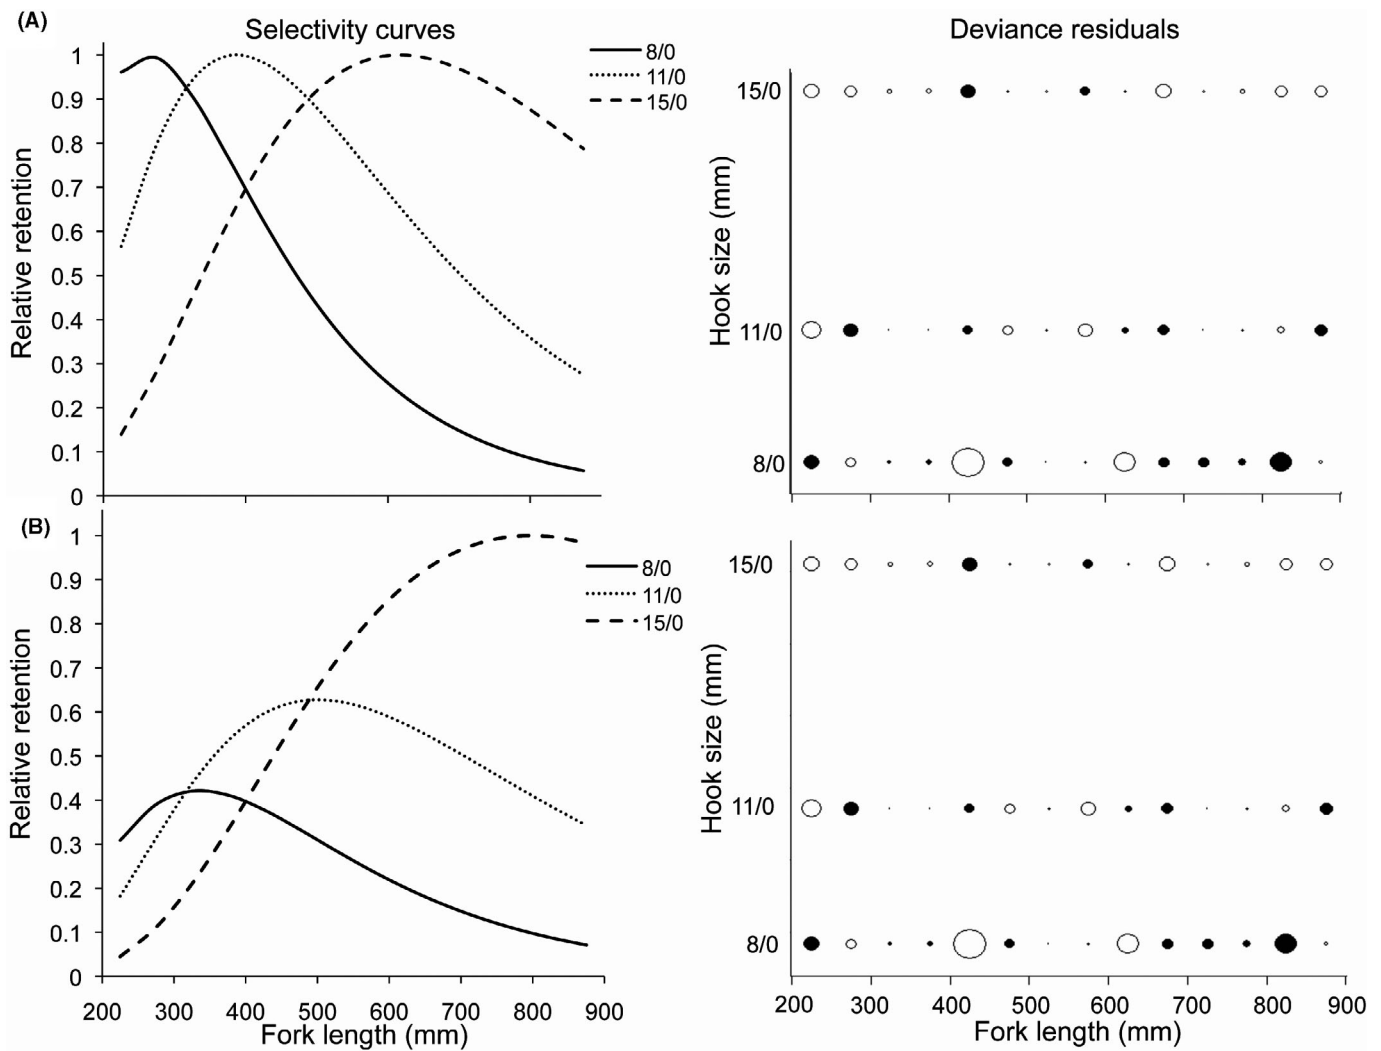 (A)
Selectivity curves
Deviance residuals
1
0.9
0.8
0.7
0.6
0.5
0.4
0.3
0.2
0.1
0
Relative retention
8/0
11/0
15/0
15/0
11/0
8/0
Hook size (mm)
(B)
1
0.9
0.8
0.7
0.6
0.5
0.4
0.3
0.2
0.1
0
Relative retention
8/0
11/0
15/0
200 300 400 500 600 700 800 900
Fork length (mm)
15/0
11/0
8/0
Hook size (mm)
200 300 400 500 600 700 800 900
Fork length (mm)